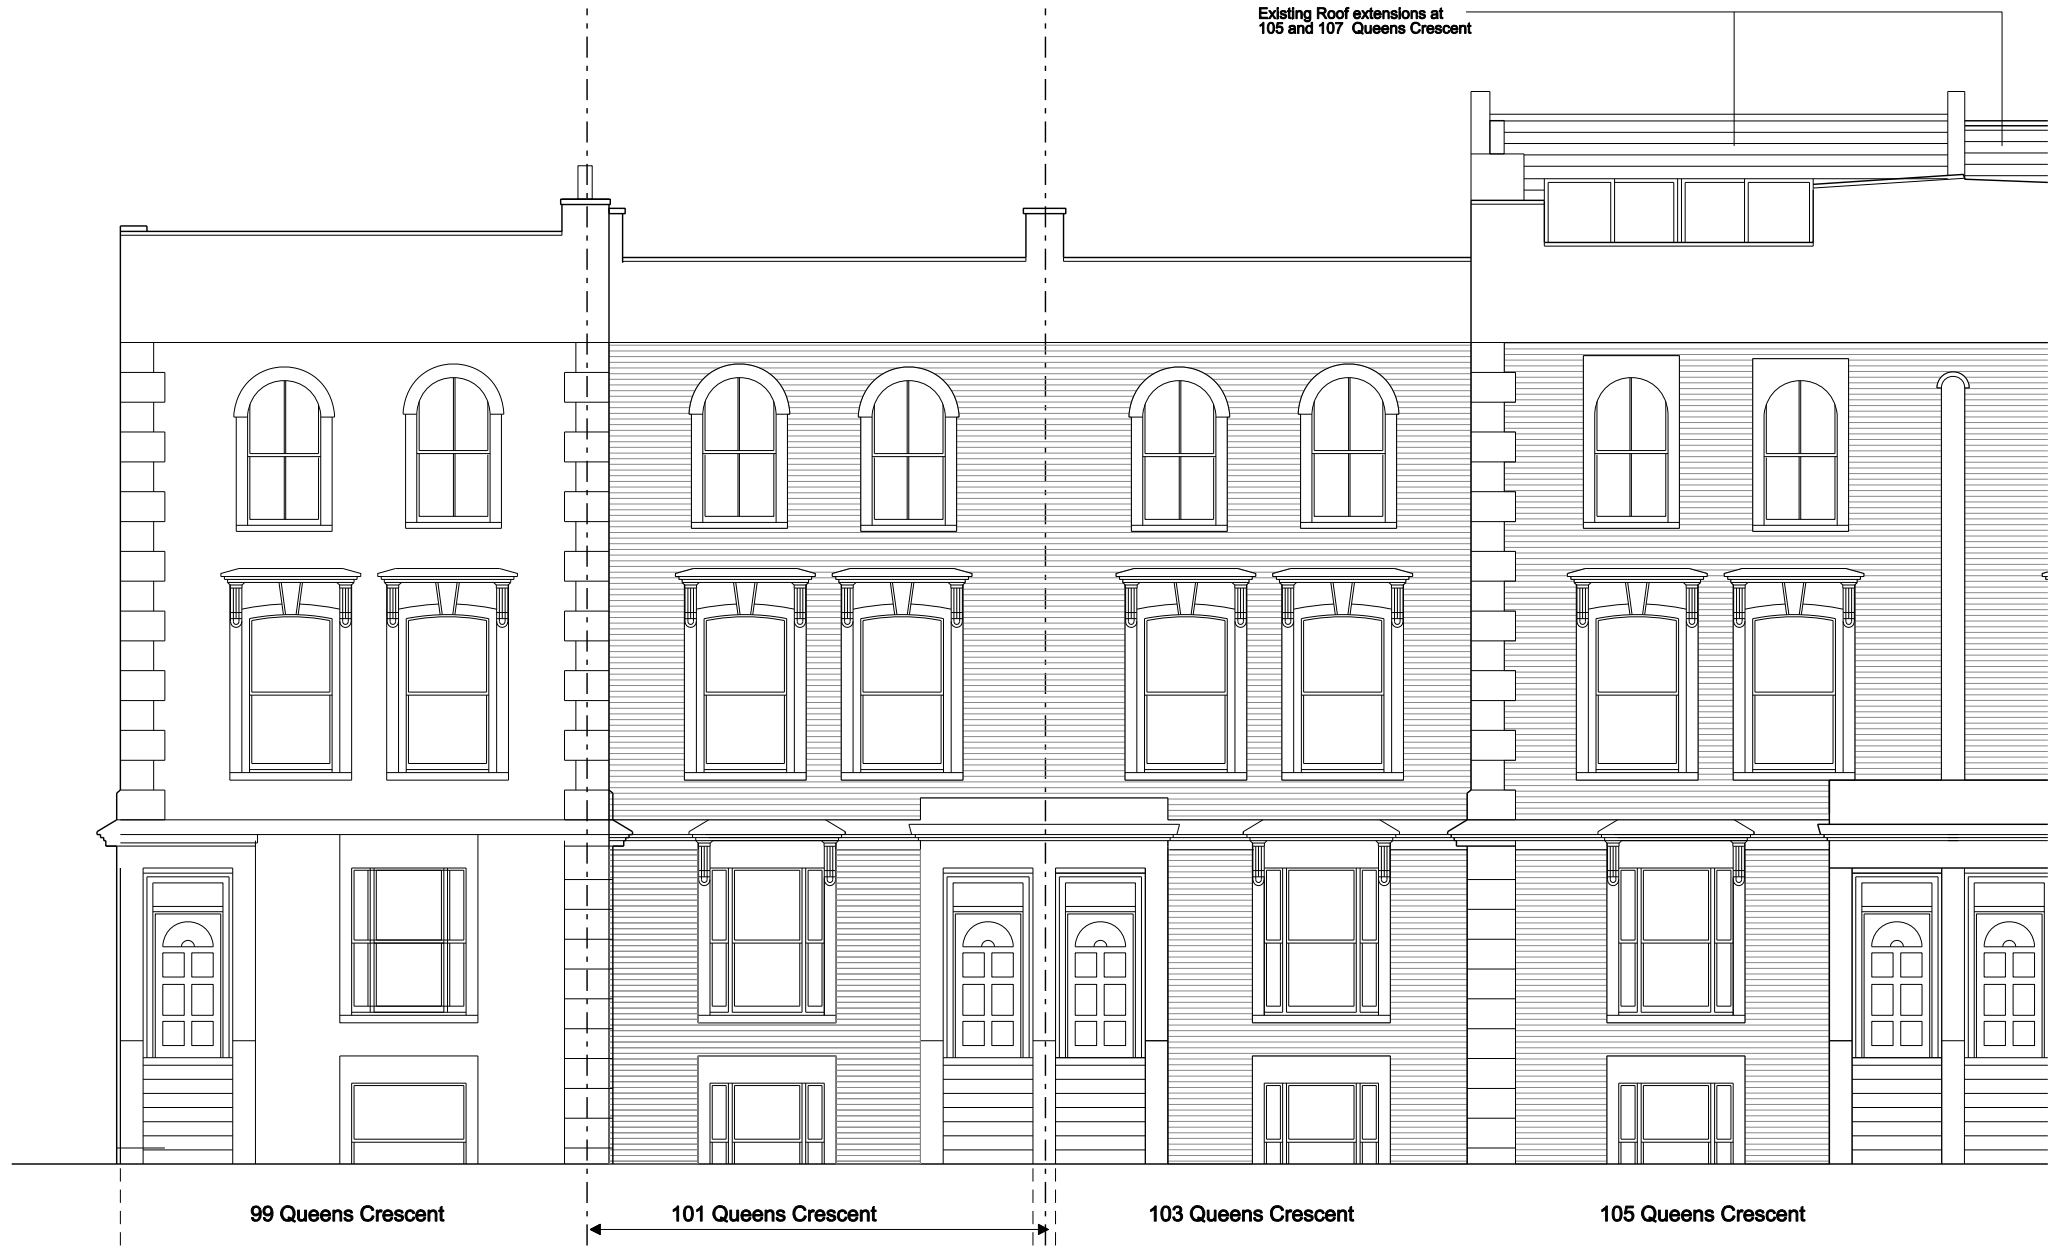 Existing Roof extensions at
105 and 107 Queens Crescent
99 Queens Crescent
101 Queens Crescent
103 Queens Crescent
105 Queens Crescent